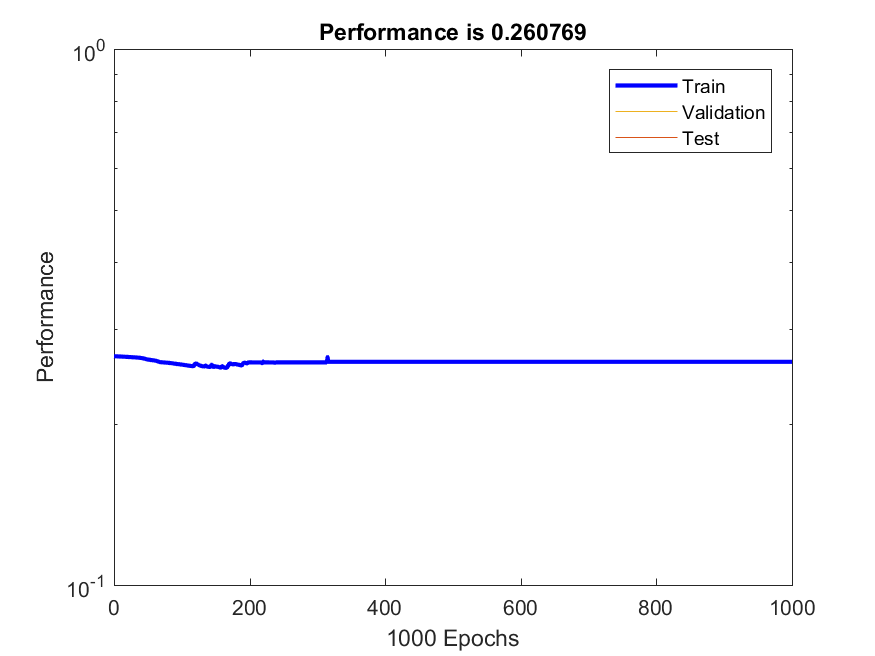 Performance is 0.260769
10^0
Train
Validation
Test
Performance
10^-1
0 200 400 600 800 1000
1000 Epochs